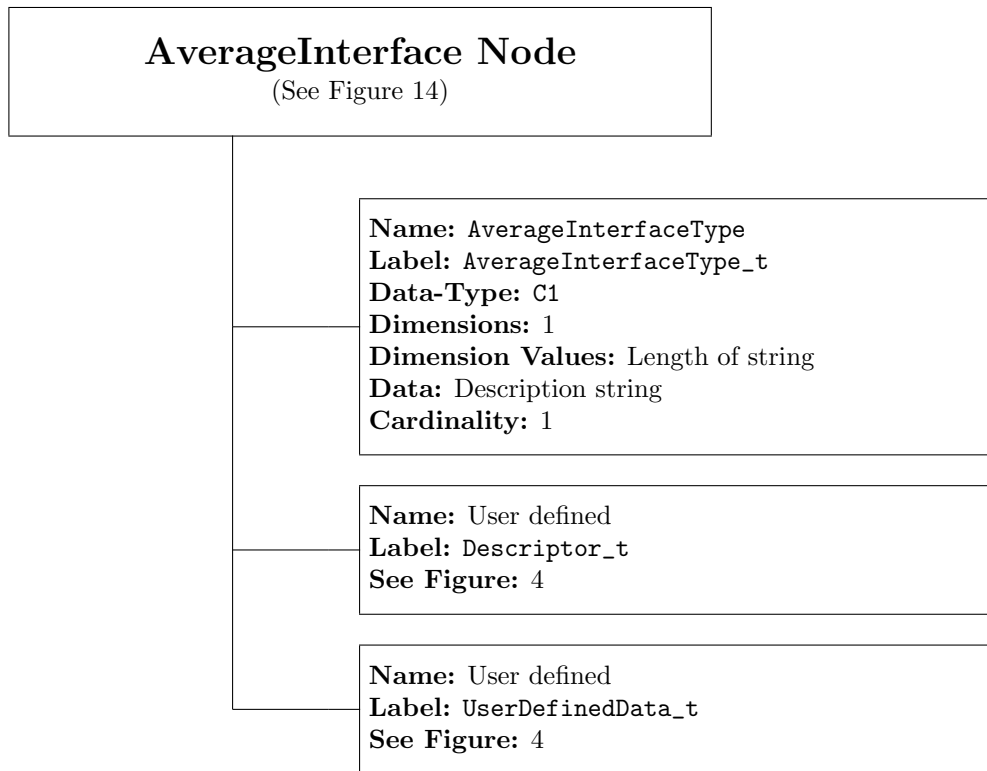 AverageInterface Node
(See Figure 14)
Name: AverageInterfaceType
Label: AverageInterfaceType_t
Data-Type: C1
Dimensions: 1
Dimension Values: Length of string
Data: Description string
Cardinality: 1
Name: User defined
Label: Descriptor_t
See Figure: 4
Name: User defined
Label: UserDefinedData_t
See Figure: 4